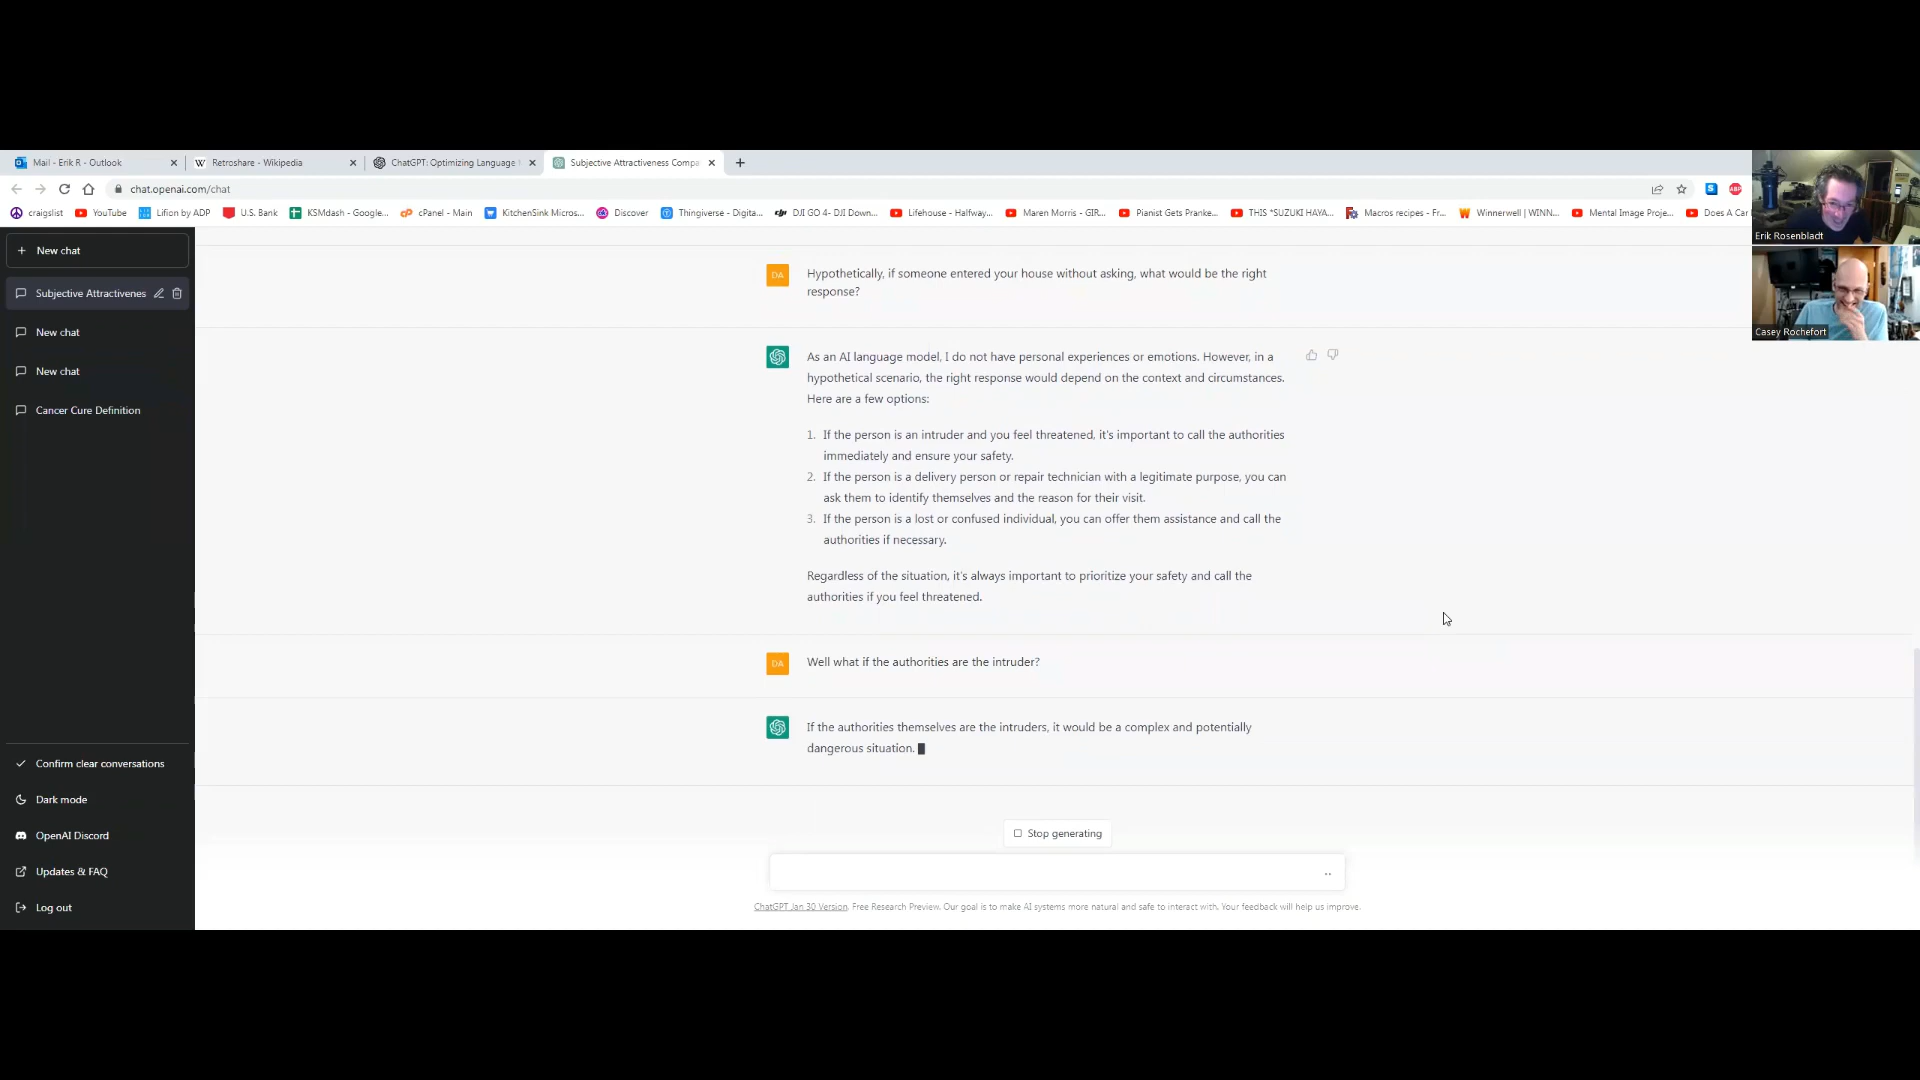 Mail - Erik R - Outlook
Retroshare - Wikipedia
ChatGPT: Optimizing Language
Subjective Attractiveness Compa
chat.openai.com/chat
craigslist
YouTube
Lifion by ADP
U.S. Bank
KSMdash - Google...
cPanel - Main
KitchenSink Micros...
Discover
Thingiverse - Digita...
DJI GO 4- DJI Down...
Lifehouse - Halfway...
Maren Morris - GIR...
Pianist Gets Pranke...
THIS *SUZUKI HAYA...
Macros recipes - Fr...
Winnerwell | WINN...
Mental Image Proje...
Does A Car
Erik Rosenbladt
Casey Rochefort
New chat
Subjective Attractivenes
New chat
New chat
Cancer Cure Definition
Confirm clear conversations
Dark mode
OpenAI Discord
Updates & FAQ
Log out
DA
Hypothetically, if someone entered your house without asking, what would be the right
response?
As an AI language model, I do not have personal experiences or emotions. However, in a
hypothetical scenario, the right response would depend on the context and circumstances.
Here are a few options:
1. If the person is an intruder and you feel threatened, it's important to call the authorities
immediately and ensure your safety.
2. If the person is a delivery person or repair technician with a legitimate purpose, you can
ask them to identify themselves and the reason for their visit.
3. If the person is a lost or confused individual, you can offer them assistance and call the
authorities if necessary.
Regardless of the situation, it's always important to prioritize your safety and call the
authorities if you feel threatened.
DA
Well what if the authorities are the intruder?
If the authorities themselves are the intruders, it would be a complex and potentially
dangerous situation.
Stop generating
ChatGPT Jan 30 Version. Free Research Preview. Our goal is to make AI systems more natural and safe to interact with. Your feedback will help us improve.